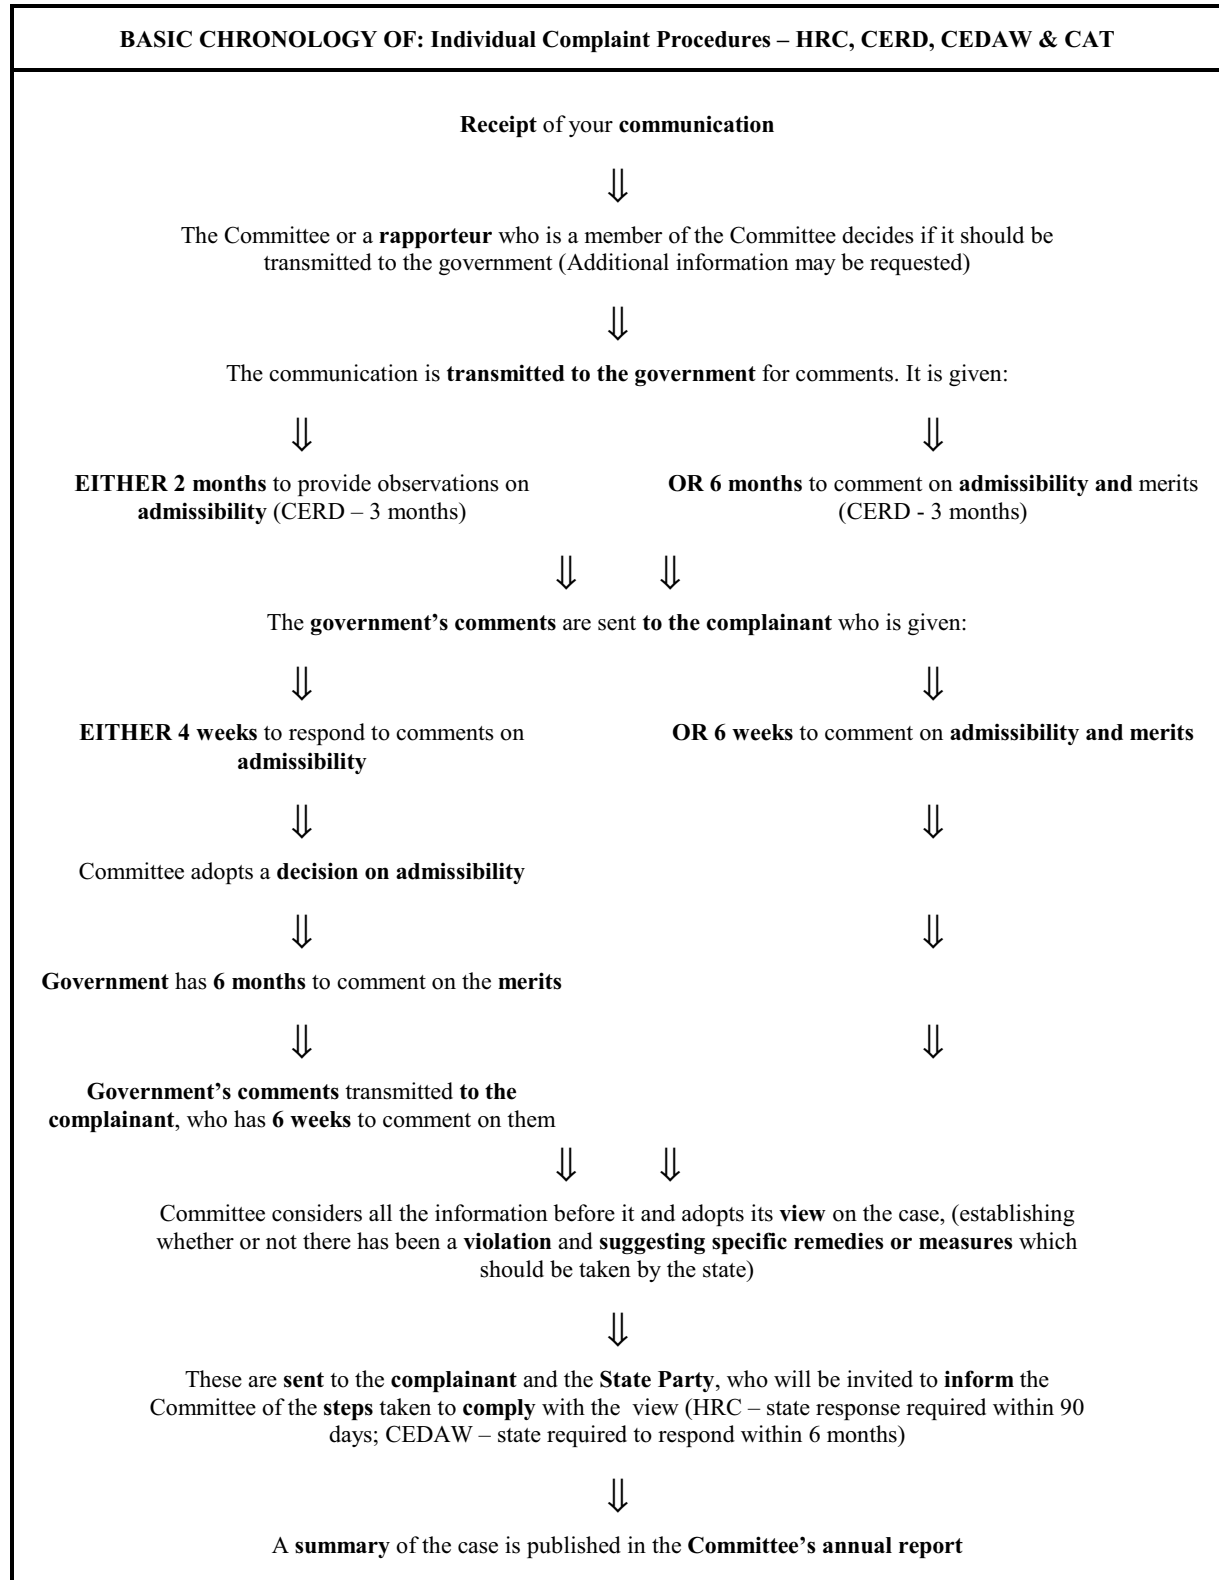 BASIC CHRONOLOGY OF: Individual Complaint Procedures – HRC, CERD, CEDAW & CAT
Receipt of your communication
⇓
The Committee or a rapporteur who is a member of the Committee decides if it should be
transmitted to the government (Additional information may be requested)
⇓
The communication is transmitted to the government for comments. It is given:
⇓ ⇓
EITHER 2 months to provide observations on
admissibility (CERD – 3 months)
OR 6 months to comment on admissibility and merits
(CERD - 3 months)
⇓ ⇓
The government’s comments are sent to the complainant who is given:
⇓ ⇓
EITHER 4 weeks to respond to comments on
admissibility
OR 6 weeks to comment on admissibility and merits
⇓ ⇓
Committee adopts a decision on admissibility
⇓ ⇓
Government has 6 months to comment on the merits
⇓ ⇓
Government’s comments transmitted to the
complainant, who has 6 weeks to comment on them
⇓ ⇓
Committee considers all the information before it and adopts its view on the case, (establishing
whether or not there has been a violation and suggesting specific remedies or measures which
should be taken by the state)
⇓
These are sent to the complainant and the State Party, who will be invited to inform the
Committee of the steps taken to comply with the view (HRC – state response required within 90
days; CEDAW – state required to respond within 6 months)
⇓
A summary of the case is published in the Committee’s annual report